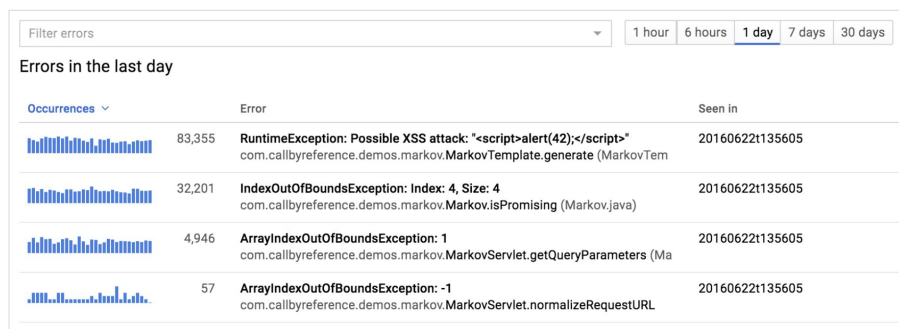 Filter errors
1 hour 6 hours 1 day 7 days 30 days
Errors in the last day
Occurrences Error Seen in
83,355 RuntimeException: Possible XSS attack: "<script>alert(42);</script>" 20160622t135605
com.callbyreference.demos.markov.MarkovTemplate.generate (MarkovTem
32,201 IndexOutOfBoundsException: Index: 4, Size: 4 20160622t135605
com.callbyreference.demos.markov.Markov.isPromising (Markov.java)
4,946 ArrayIndexOutOfBoundsException: 1 20160622t135605
com.callbyreference.demos.markov.MarkovServlet.getQueryParameters (Ma
57 ArrayIndexOutOfBoundsException: -1 20160622t135605
com.callbyreference.demos.markov.MarkovServlet.normalizeRequestURL